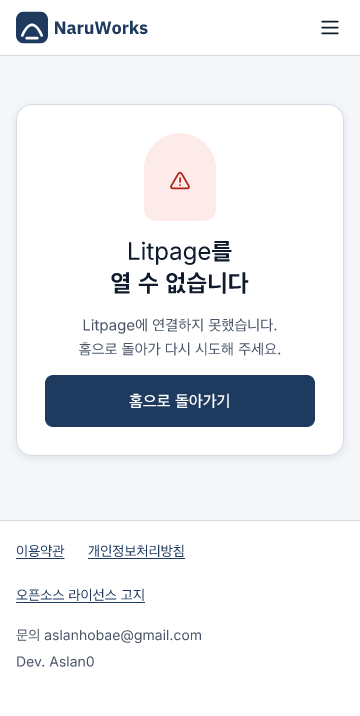 NaruWorks
Litpage를
열 수 없습니다
Litpage에 연결하지 못했습니다.
홈으로 돌아가 다시 시도해 주세요.
홈으로 돌아가기
이용약관 개인정보처리방침
오픈소스 라이선스 고지
문의 aslanhobae@gmail.com
Dev. Aslan0